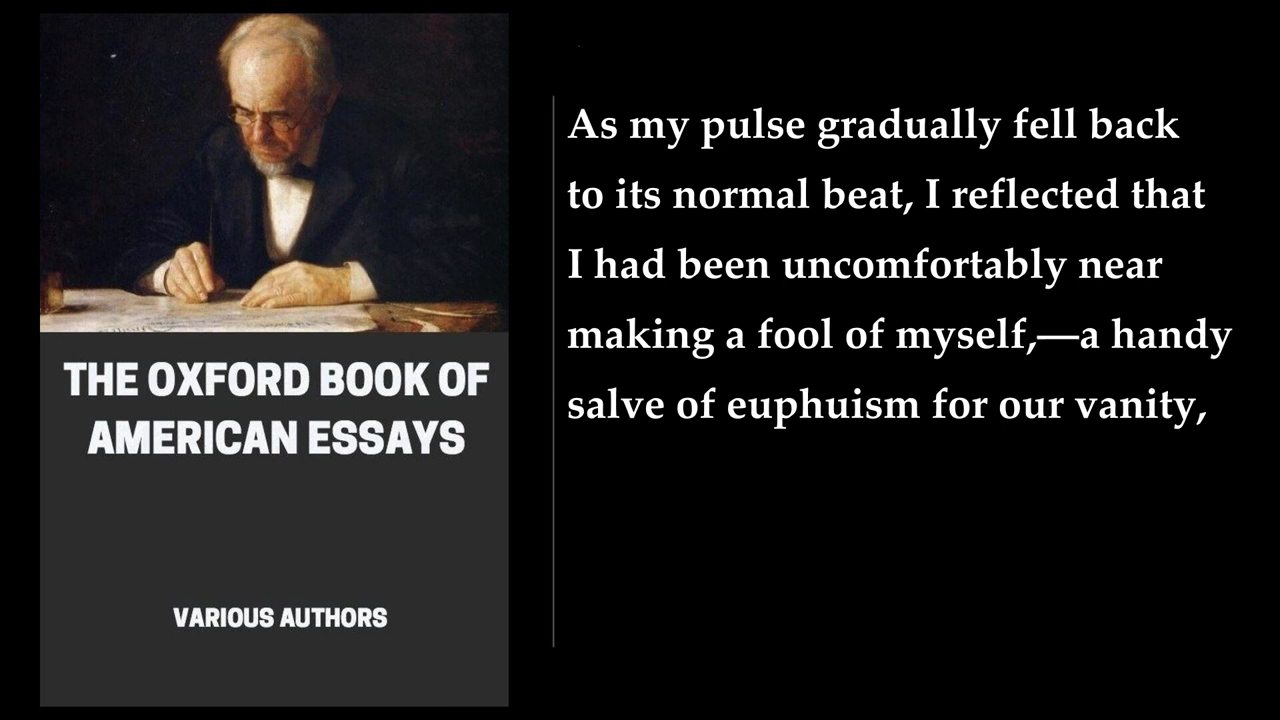 THE OXFORD BOOK OF
AMERICAN ESSAYS
VARIOUS AUTHORS
As my pulse gradually fell back
to its normal beat, I reflected that
I had been uncomfortably near
making a fool of myself,—a handy
salve of euphuism for our vanity,